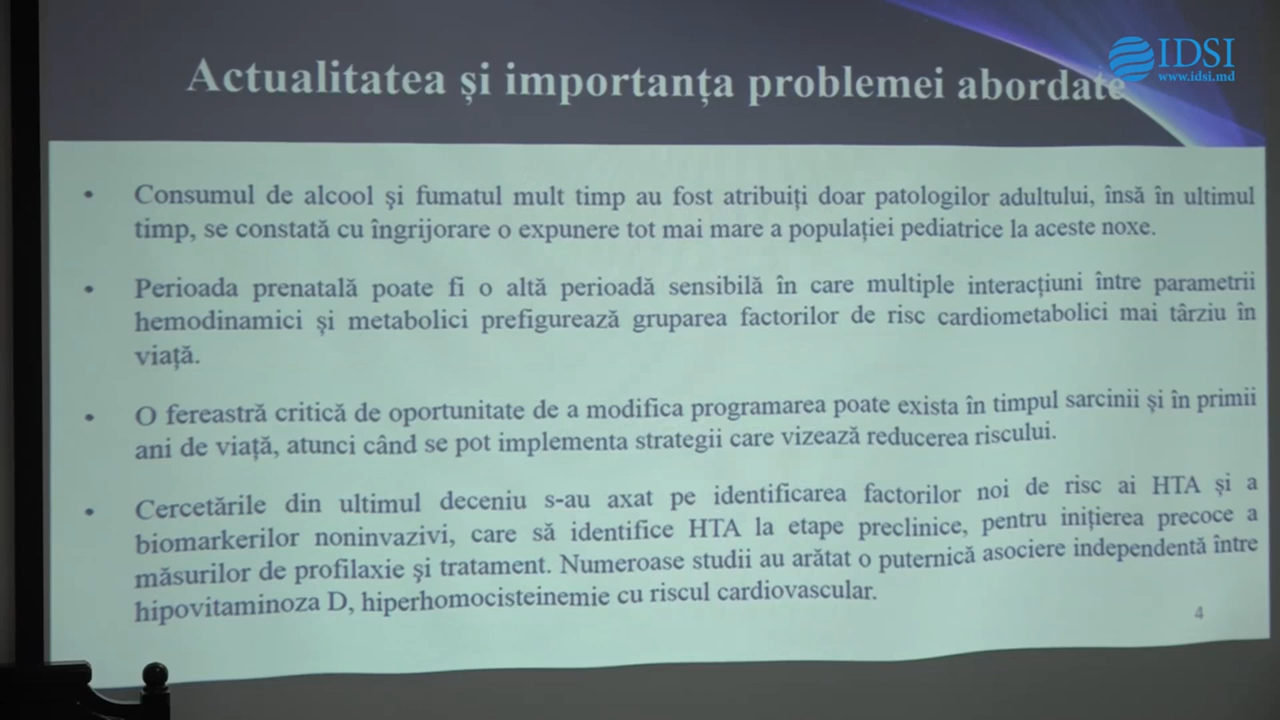 IDSI
www.idsi.md
Actualitatea și importanța problemei abordate
• Consumul de alcool şi fumatul mult timp au fost atribuiți doar patologilor adultului, însă în ultimul
timp, se constată cu îngrijorare o expunere tot mai mare a populației pediatrice la aceste noxe.
• Perioada prenatală poate fi o altă perioadă sensibilă în care multiple interacțiuni între parametrii
hemodinamici şi metabolici prefigurează gruparea factorilor de risc cardiometabolici mai târziu în
viață.
• O fereastră critică de oportunitate de a modifica programarea poate exista în timpul sarcinii şi în primii
ani de viață, atunci când se pot implementa strategii care vizează reducerea riscului.
• Cercetările din ultimul deceniu s-au axat pe identificarea factorilor noi de risc ai HTA şi a
biomarkerilor noninvazivi, care să identifice HTA la etape preclinice, pentru inițierea precoce a
măsurilor de profilaxie şi tratament. Numeroase studii au arătat o puternică asociere independentă între
hipovitaminoza D, hiperhomocisteinemie cu riscul cardiovascular.
4